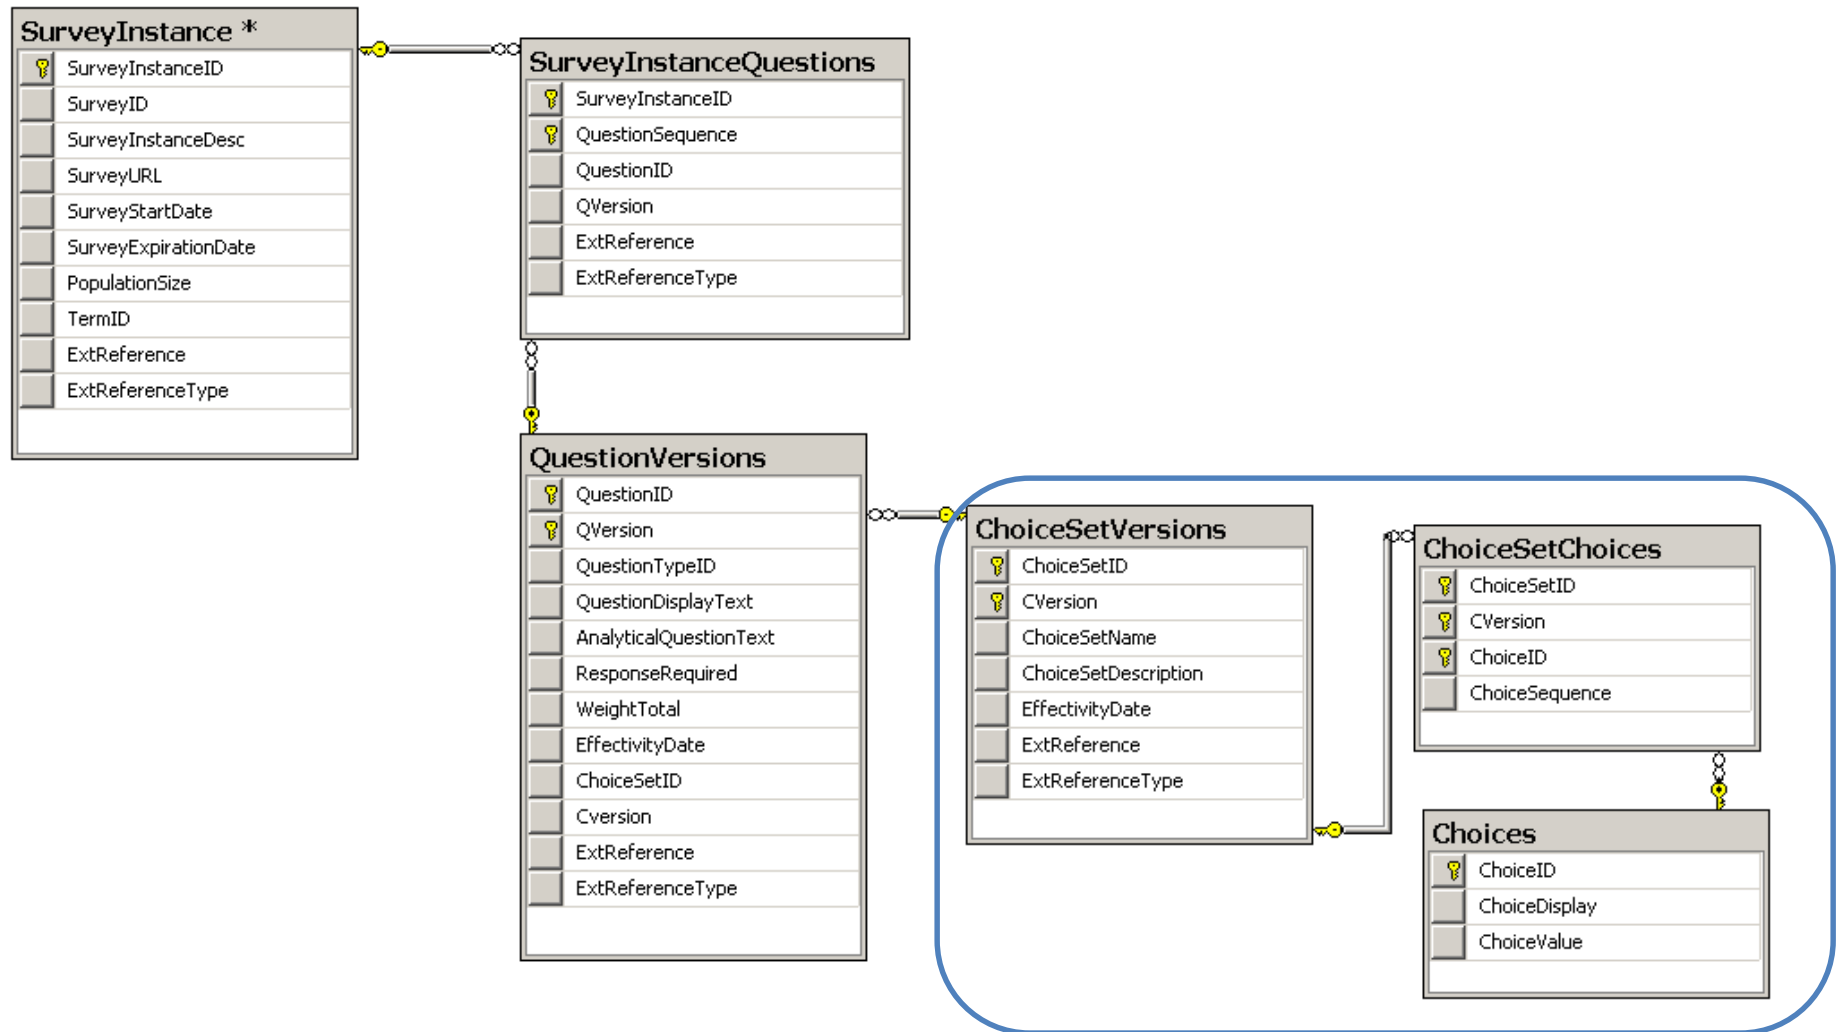 SurveyInstance *
SurveyInstanceID
SurveyID
SurveyInstanceDesc
SurveyURL
SurveyStartDate
SurveyExpirationDate
PopulationSize
TermID
ExtReference
ExtReferenceType
SurveyInstanceQuestions
SurveyInstanceID
QuestionSequence
QuestionID
QVersion
ExtReference
ExtReferenceType
QuestionVersions
QuestionID
QVersion
QuestionTypeID
QuestionDisplayText
AnalyticalQuestionText
ResponseRequired
WeightTotal
EffectivityDate
ChoiceSetID
Cversion
ExtReference
ExtReferenceType
ChoiceSetVersions
ChoiceSetID
CVersion
ChoiceSetName
ChoiceSetDescription
EffectivityDate
ExtReference
ExtReferenceType
ChoiceSetChoices
ChoiceSetID
CVersion
ChoiceID
ChoiceSequence
Choices
ChoiceID
ChoiceDisplay
ChoiceValue